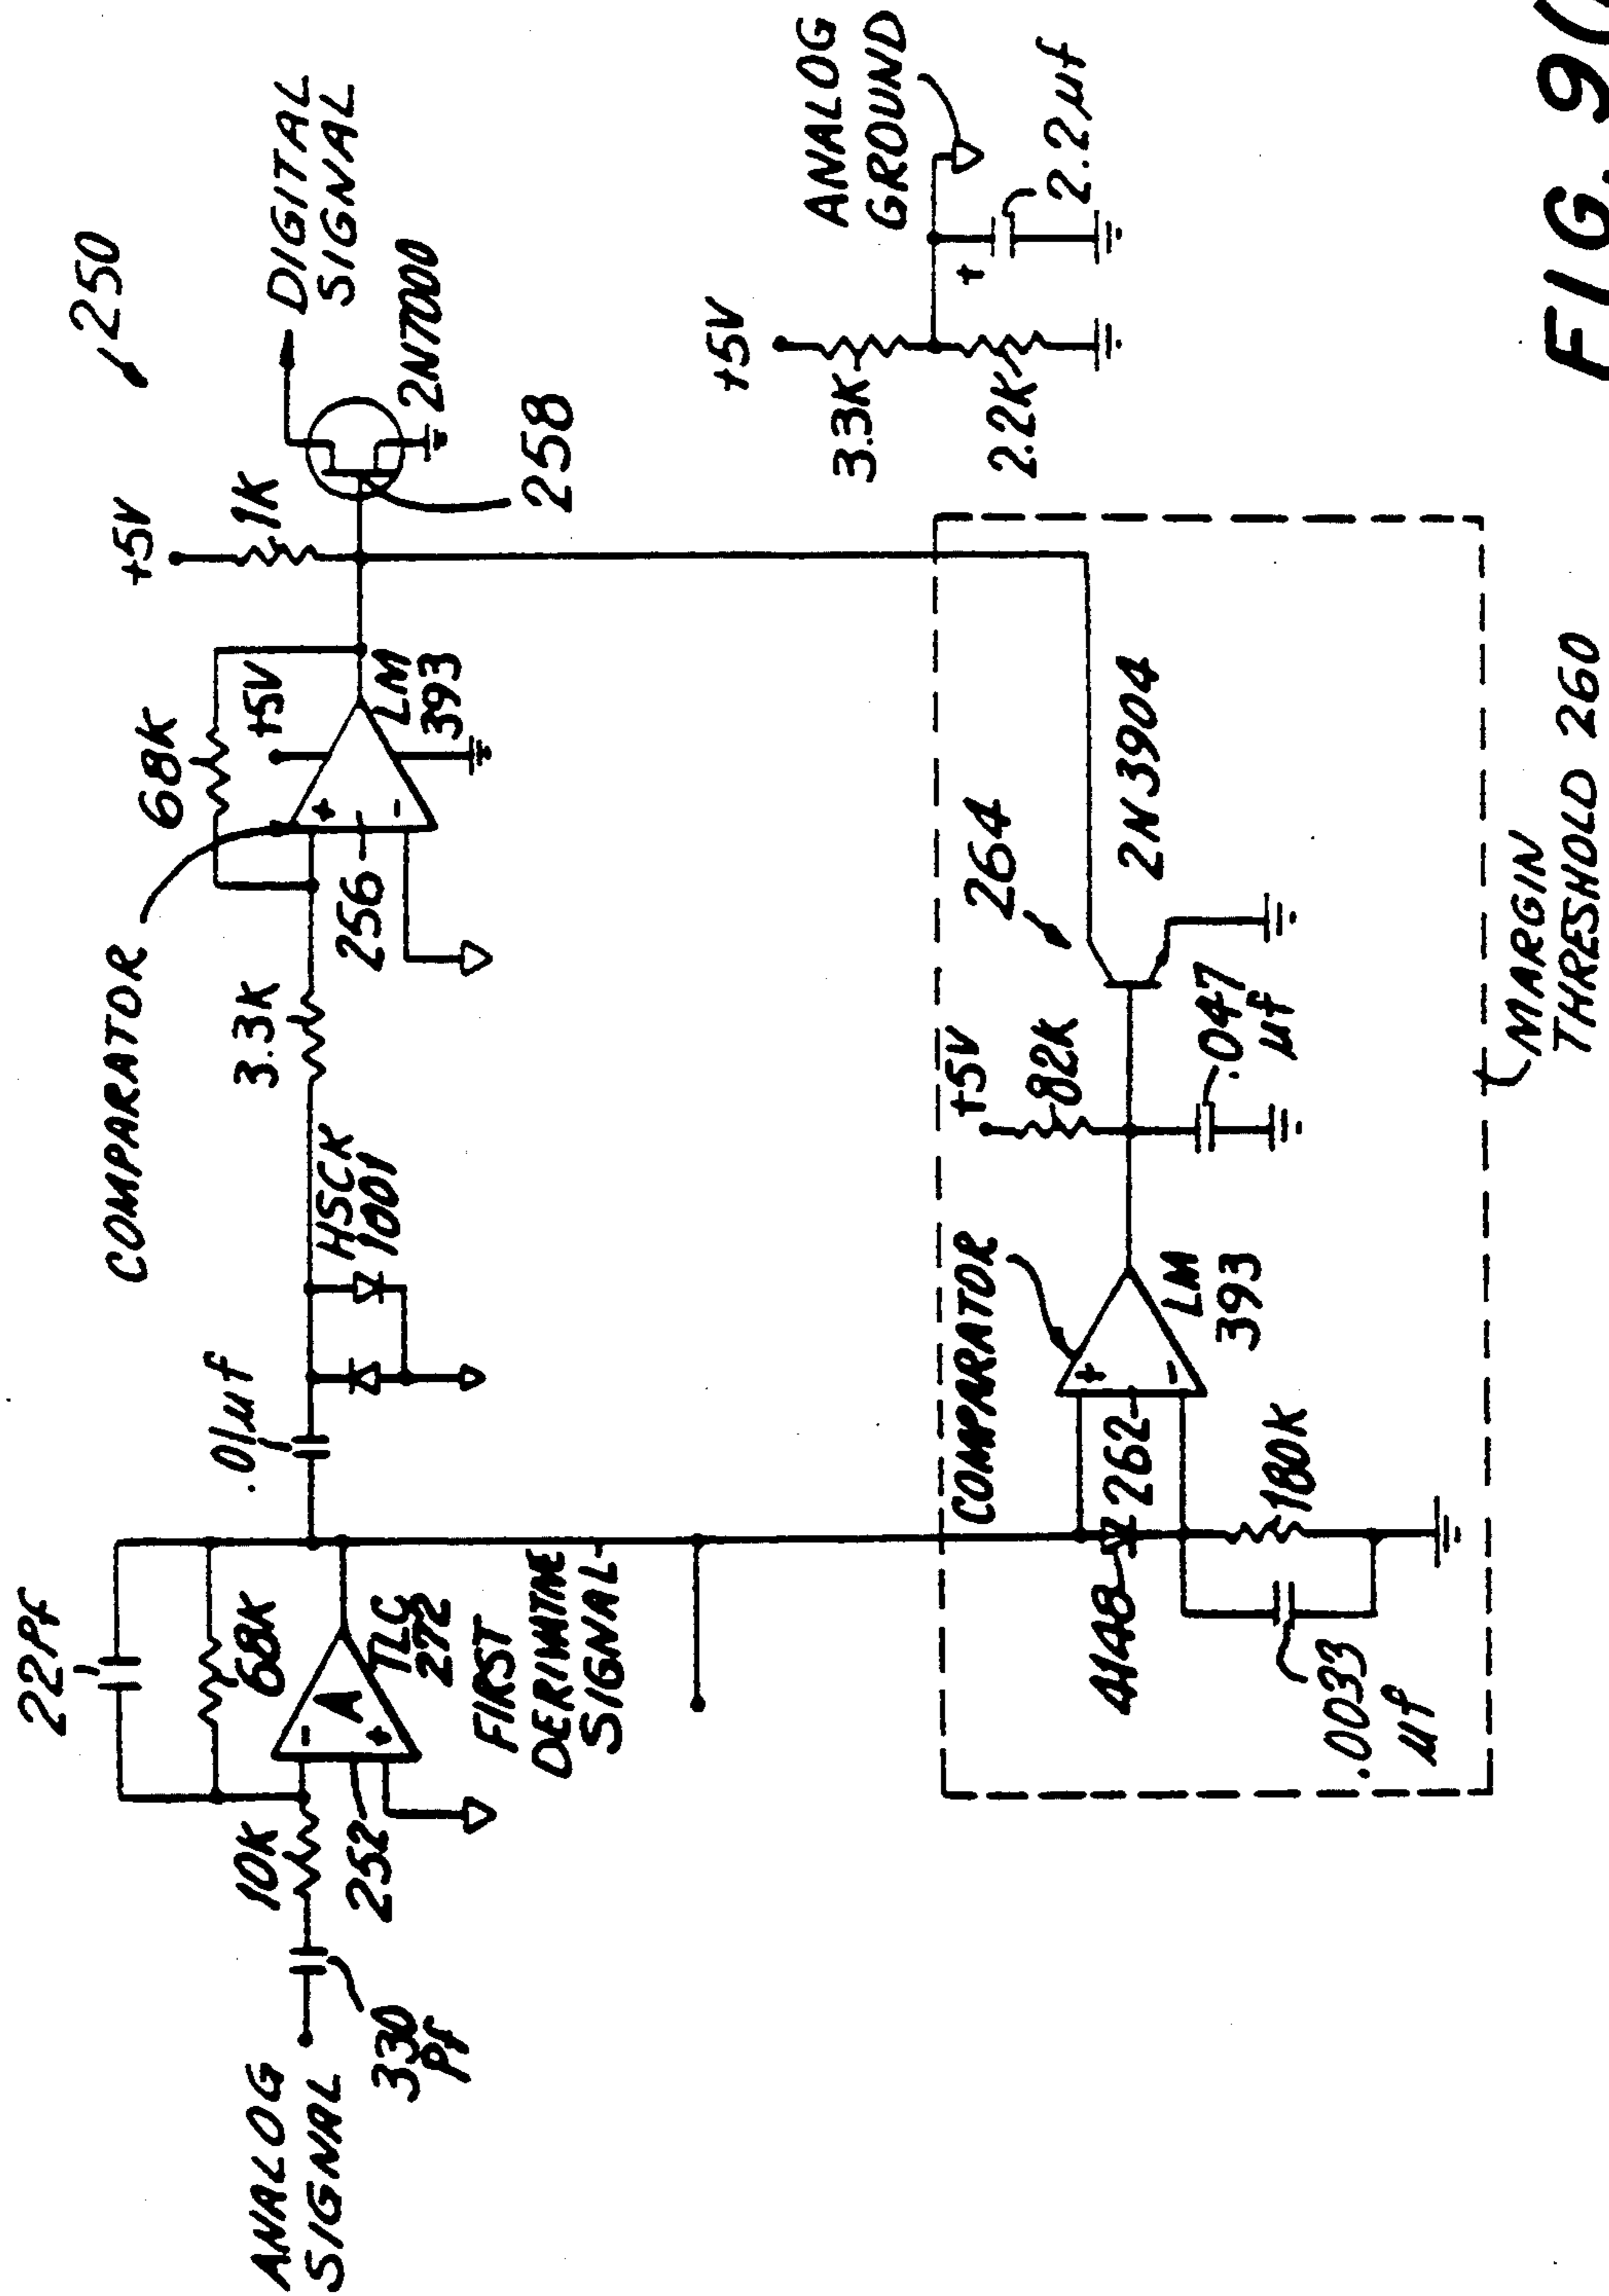 250
22Pf
68K
ANALOG
SIGNAL
330
Pf
10K
252
A
-
+
TLC
272
FIRST
SIGNAL
.01µf
HSCK
1001
3.3K
COMPARATOR
68K
+5V
256
+
-
LM
393
+5V
1K
DIGITAL
SIGNAL
2N7000
258
COMPARATOR
4148
262
+
-
LM
393
180K
.0033
µf
+5V
82K
.047
µf
264
2N3904
MARGIN
THRESHOLD 260
+5V
3.3K
2.2K
+
2.2µf
ANALOG
GROUND
FIG. 9(